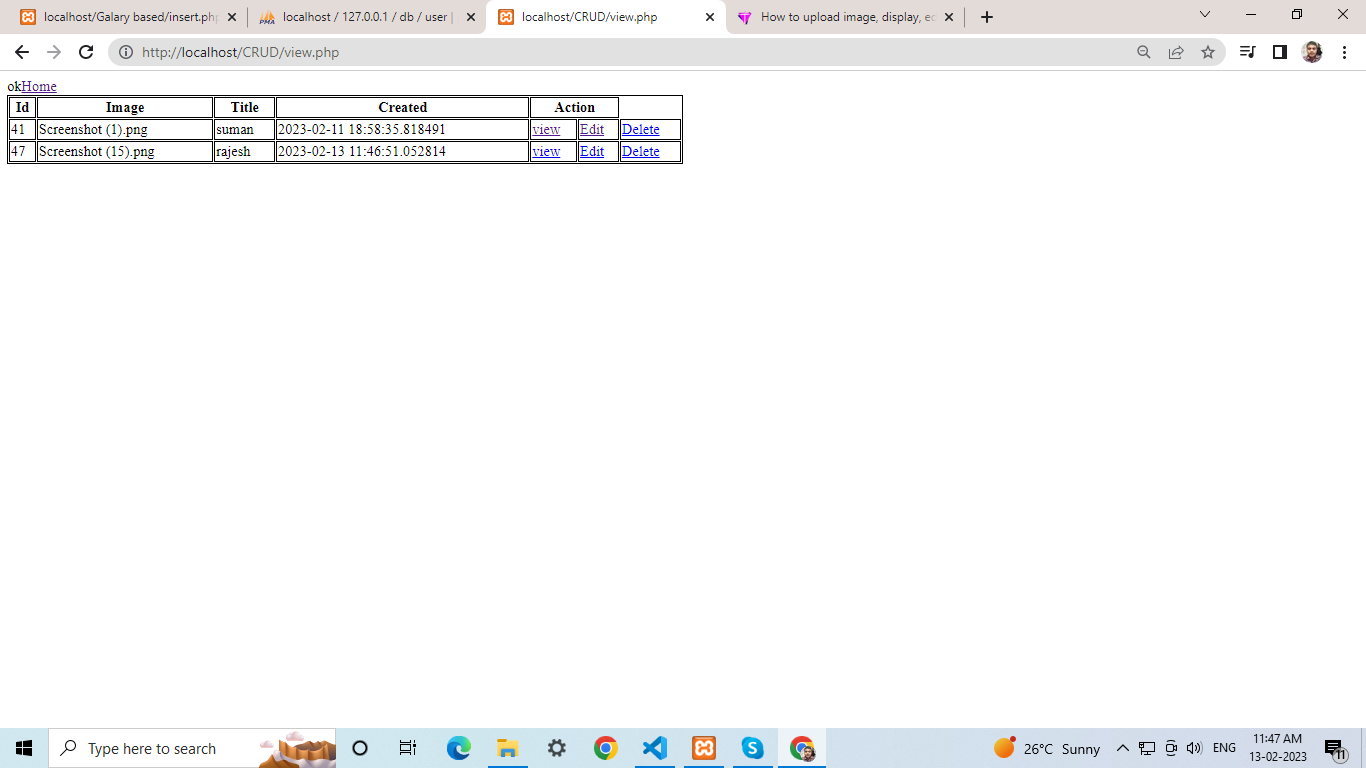 localhost/Galary based/insert.php
localhost / 127.0.0.1 / db / user |
localhost/CRUD/view.php
How to upload image, display, ed
http://localhost/CRUD/view.php
okHome
Id Image Title Created Action
41 Screenshot (1).png suman 2023-02-11 18:58:35.818491 view Edit Delete
47 Screenshot (15).png rajesh 2023-02-13 11:46:51.052814 view Edit Delete
Type here to search
26°C Sunny
ENG
11:47 AM
13-02-2023
11
PMA